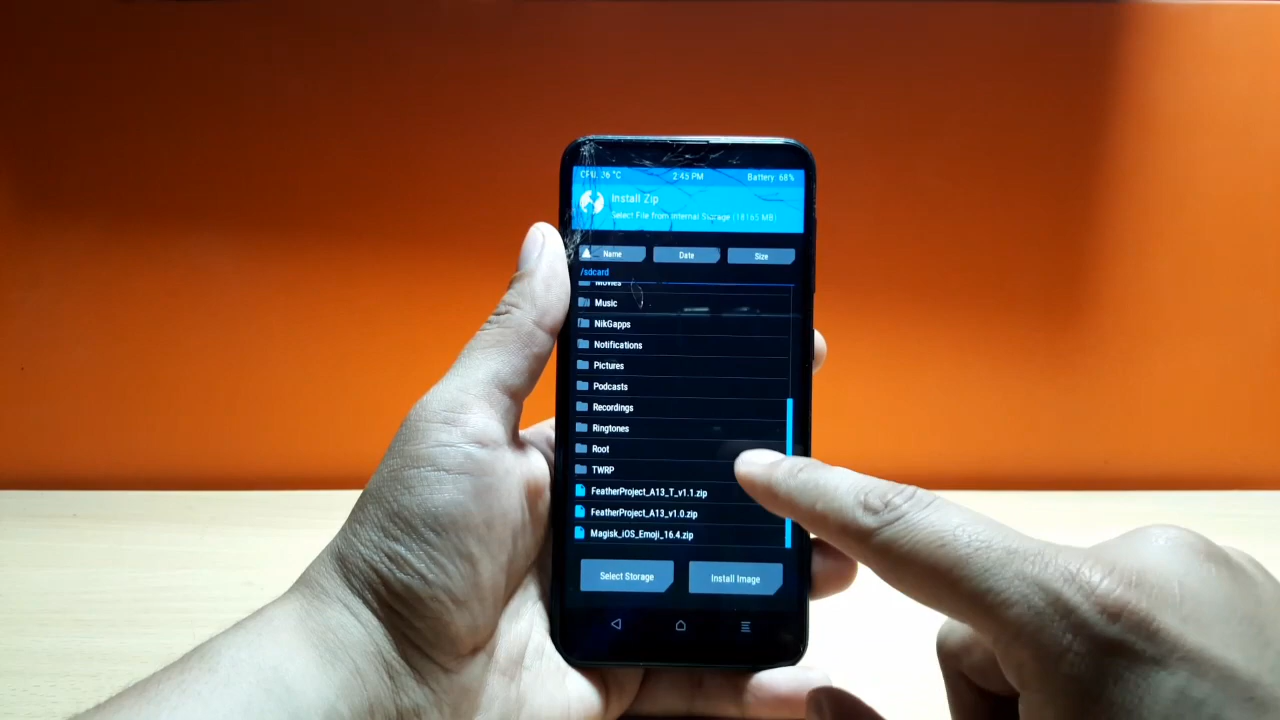 CPU: 36 °C 2:45 PM Battery: 68%
Install Zip
Select File from Internal Storage (18165 MB)
Name Date Size
/sdcard
Movies
Music
NikGapps
Notifications
Pictures
Podcasts
Recordings
Ringtones
Root
TWRP
FeatherProject_A13_T_v1.1.zip
FeatherProject_A13_v1.0.zip
Magisk_iOS_Emoji_16.4.zip
Select Storage Install Image